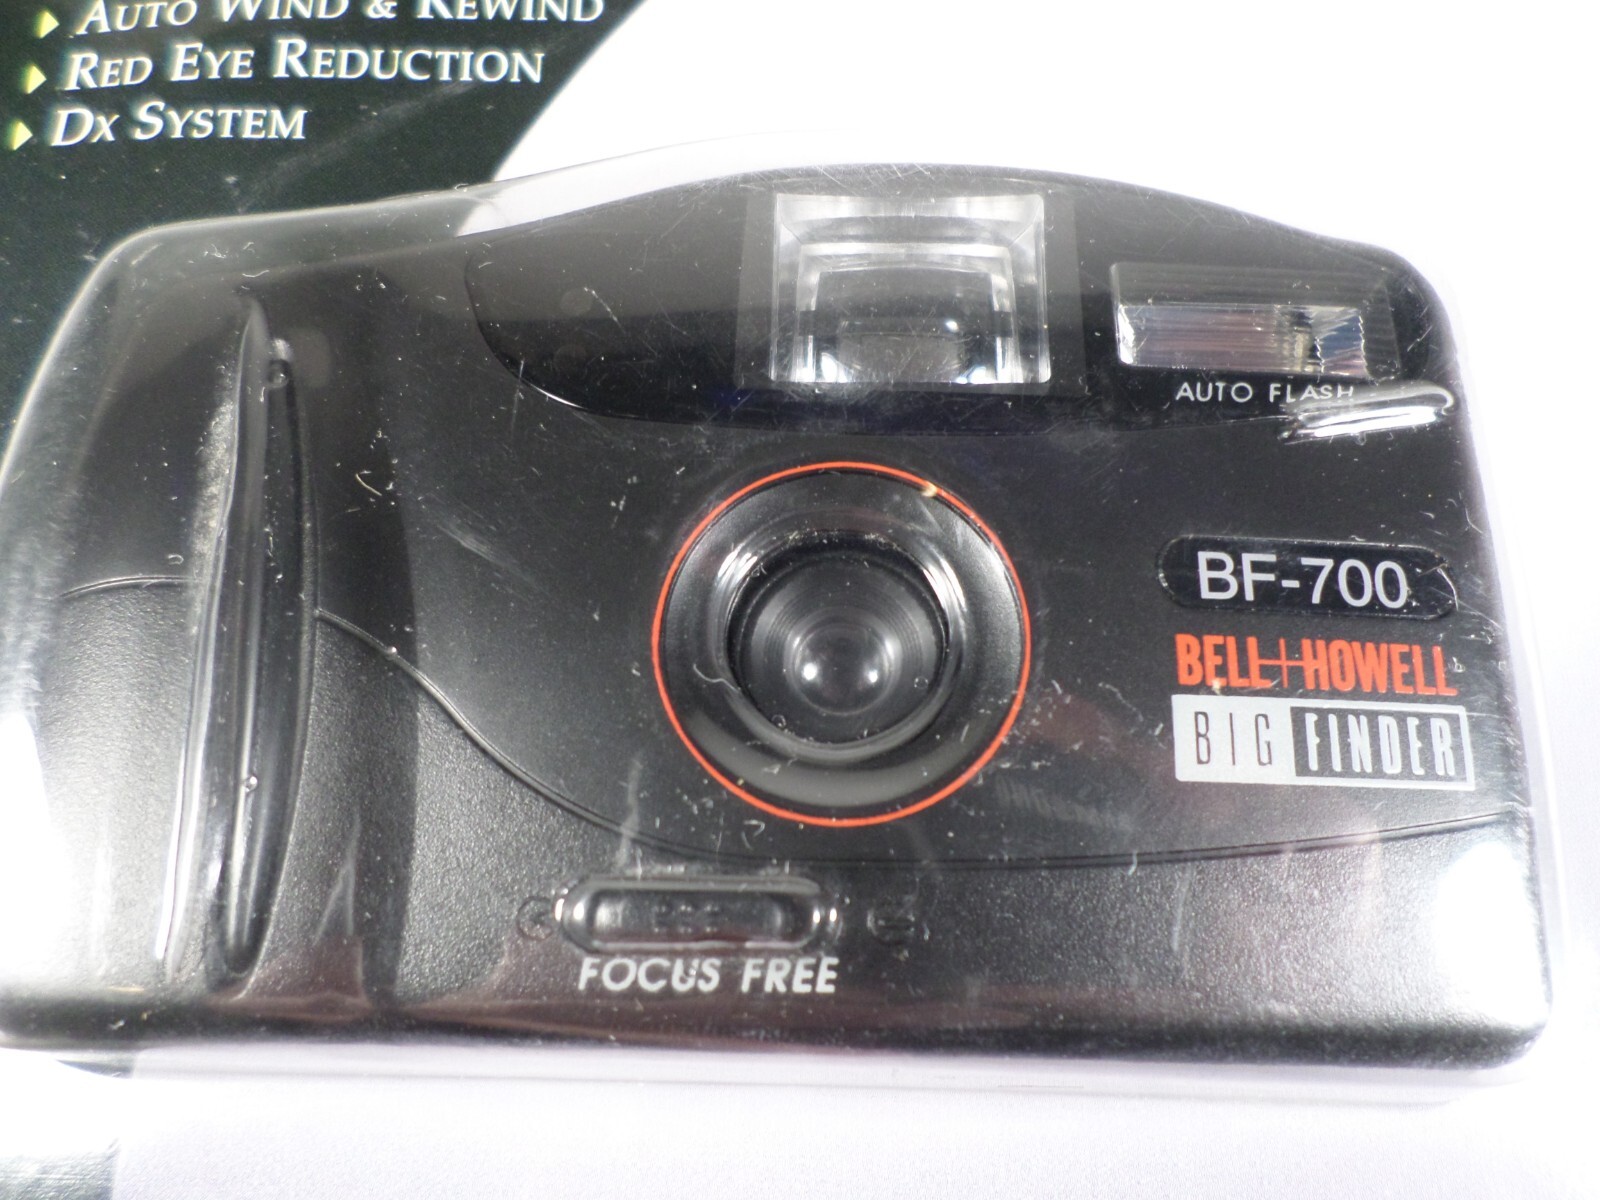 AUTO WIND & REWIND
RED EYE REDUCTION
DX SYSTEM
AUTO FLASH
BF-700
BELL+HOWELL
BIG FINDER
FOCUS FREE